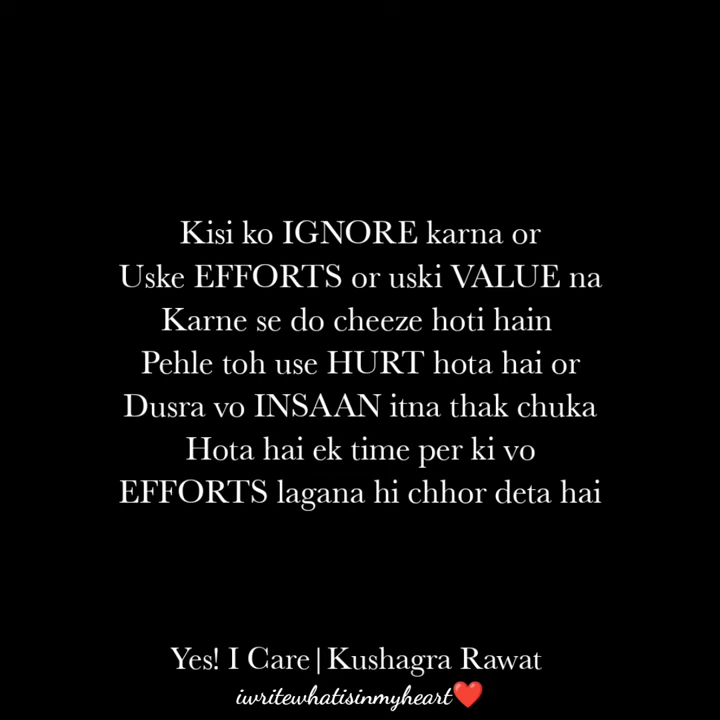 Kisi ko IGNORE karna or
Uske EFFORTS or uski VALUE na
Karne se do cheeze hoti hain
Pehle toh use HURT hota hai or
Dusra vo INSAAN itna thak chuka
Hota hai ek time per ki vo
EFFORTS lagana hi chhor deta hai
Yes! I Care|Kushagra Rawat
iwritewhatisinmyheart❤️